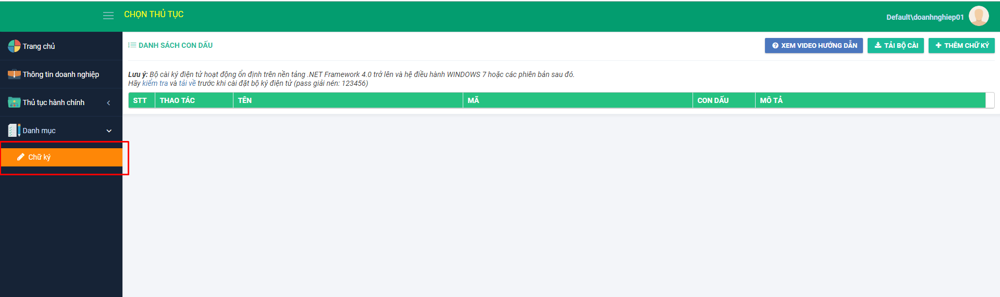 CHỌN THỦ TỤC
Default\doanhnghiep01
Trang chủ
Thông tin doanh nghiệp
Thủ tục hành chính
Danh mục
Chữ ký
DANH SÁCH CON DẤU
XEM VIDEO HƯỚNG DẪN
TẢI BỘ CÀI
THÊM CHỮ KÝ
Lưu ý: Bộ cài ký điện tử hoạt động ổn định trên nền tảng .NET Framework 4.0 trở lên và hệ điều hành WINDOWS 7 hoặc các phiên bản sau đó.
Hãy kiểm tra và tải về trước khi cài đặt bộ ký điện tử (pass giải nén: 123456)
STT THAO TÁC TÊN MÃ CON DẤU MÔ TẢ